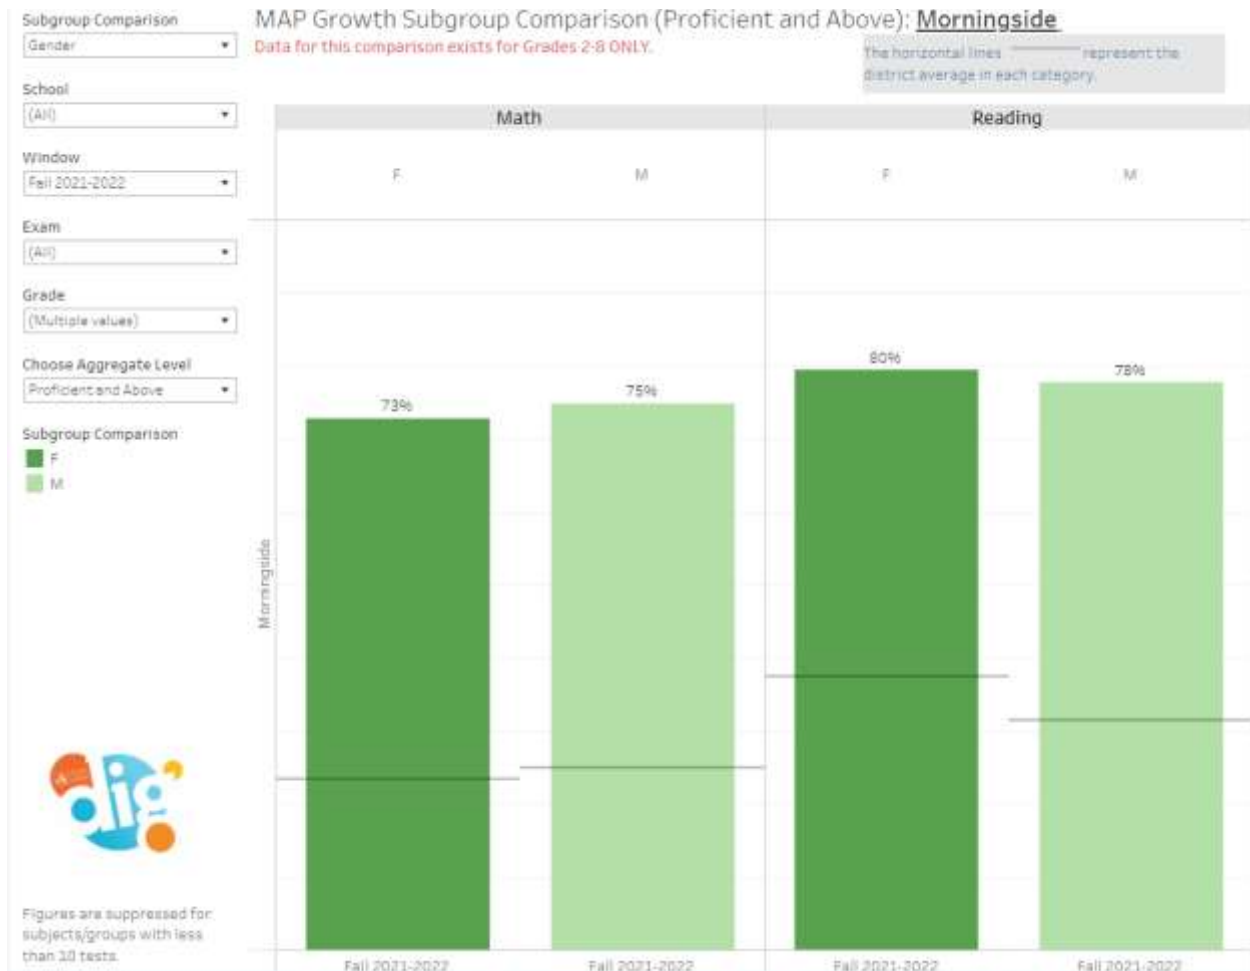 Subgroup Comparison
Gender
School
(All)
Window
Fall 2021-2022
Exam
(All)
Grade
(Multiple values)
Choose Aggregate Level
Proficient and Above
Subgroup Comparison
F
M
dig
Figures are suppressed for
subjects/groups with less
than 10 tests.
MAP Growth Subgroup Comparison (Proficient and Above): Morningside
Data for this comparison exists for Grades 2-8 ONLY.
The horizontal lines represent the
district average in each category.
Math
Reading
F
M
F
M
Morningside
73%
75%
80%
78%
Fall 2021-2022
Fall 2021-2022
Fall 2021-2022
Fall 2021-2022